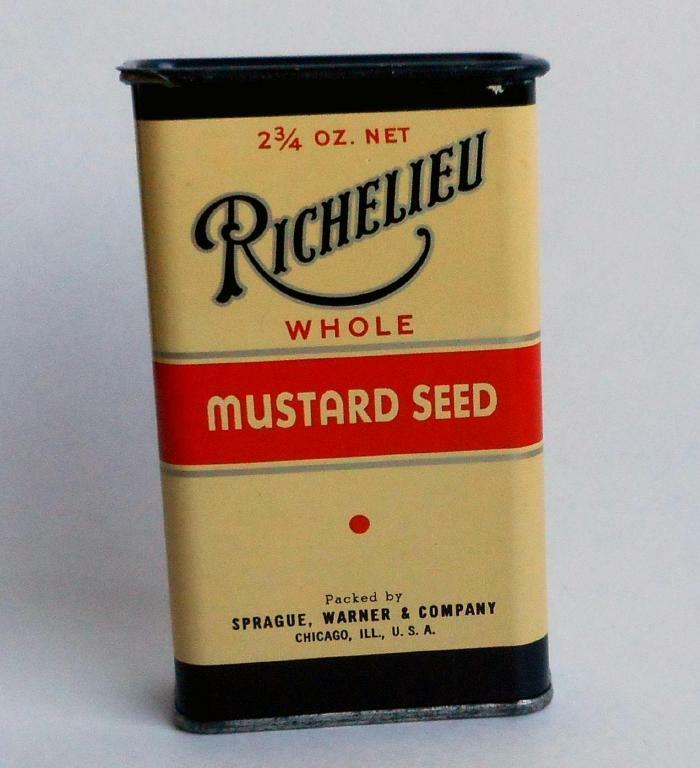 2¾ OZ. NET
RICHELIEU
WHOLE
MUSTARD SEED
Packed by
SPRAGUE, WARNER & COMPANY
CHICAGO, ILL., U. S. A.